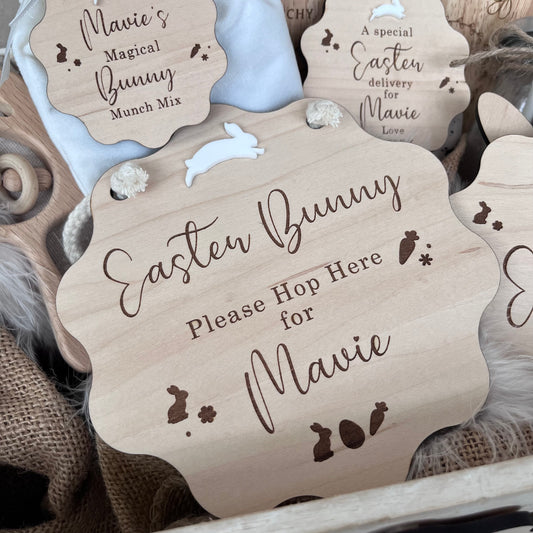 Mavie's
Magical
Bunny
Munch Mix
A special
Easter
delivery
for
Mavie
Love
Easter Bunny
Please Hop Here
for
Mavie